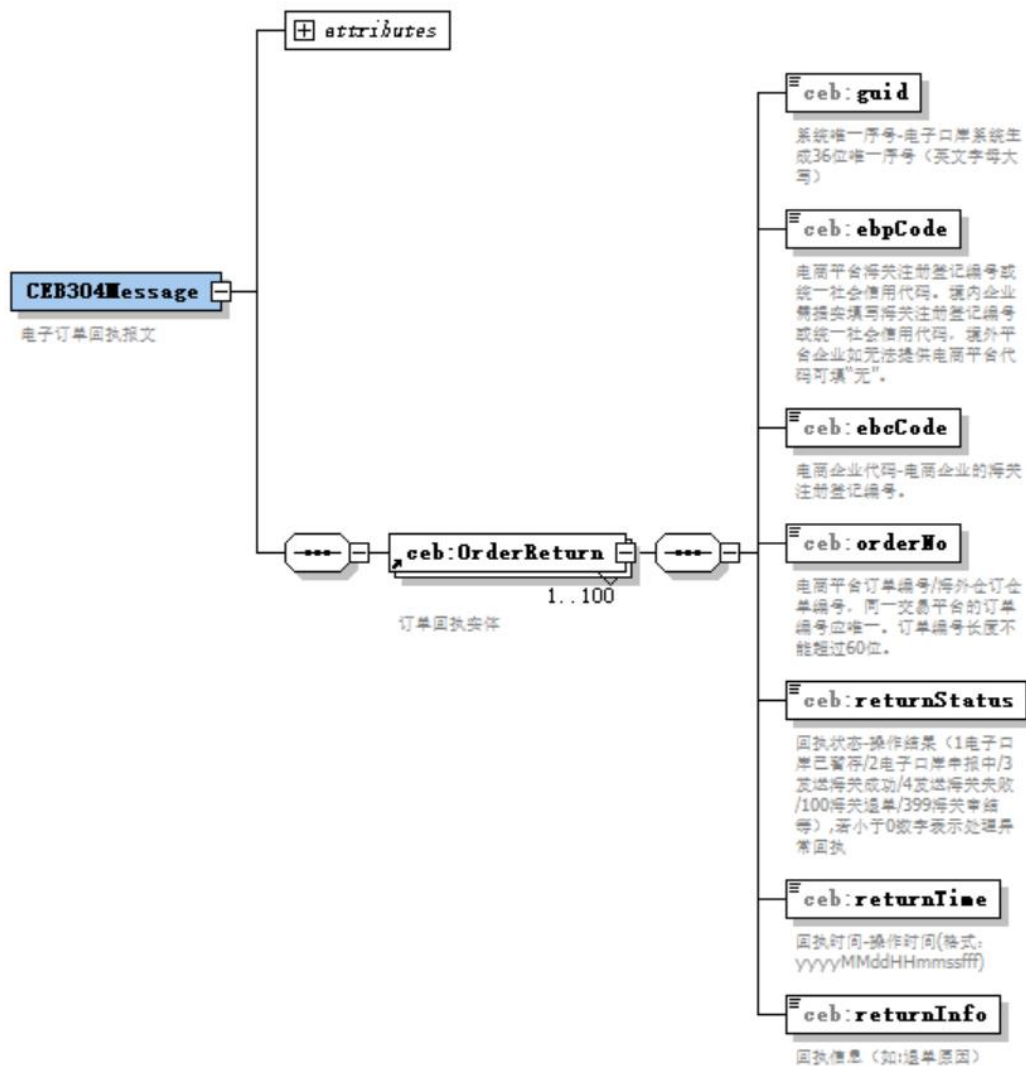 attributes
ceb:guid
系统唯一序号-电子口岸系统生
成36位唯一序号（英文字母大
写）
ceb:ebpCode
电商平台海关注册登记编号或
统一社会信用代码。境内企业
需据实填写海关注册登记编号
或统一社会信用代码，境外平
台企业如无法提供电商平台代
码可填“无”。
CEB304Message
电子订单回执报文
ceb:ebcCode
电商企业代码-电商企业的海关
注册登记编号。
ceb:OrderReturn
1..100
订单回执实体
ceb:orderNo
电商平台订单编号/海外仓订仓
单编号，同一交易平台的订单
编号应唯一。订单编号长度不
能超过60位。
ceb:returnStatus
回执状态-操作结果（1电子口
岸已暂存/2电子口岸申报中/3
发送海关成功/4发送海关失败
/100海关退单/399海关审结
等）,若小于0数字表示处理异
常回执
ceb:returnTime
回执时间-操作时间(格式：
yyyyMMddHHmmssfff)
ceb:returnInfo
回执信息（如:退单原因）